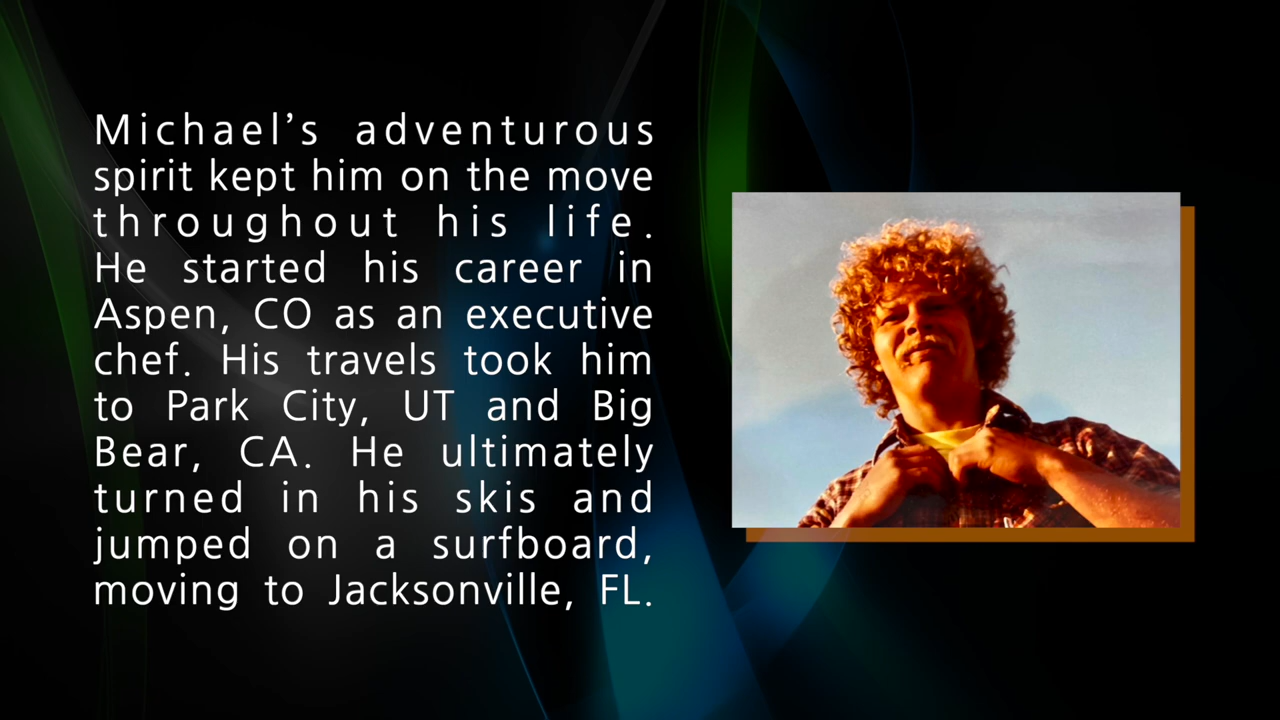 Michael’s adventurous
spirit kept him on the move
throughout his life.
He started his career in
Aspen, CO as an executive
chef. His travels took him
to Park City, UT and Big
Bear, CA. He ultimately
turned in his skis and
jumped on a surfboard,
moving to Jacksonville, FL.